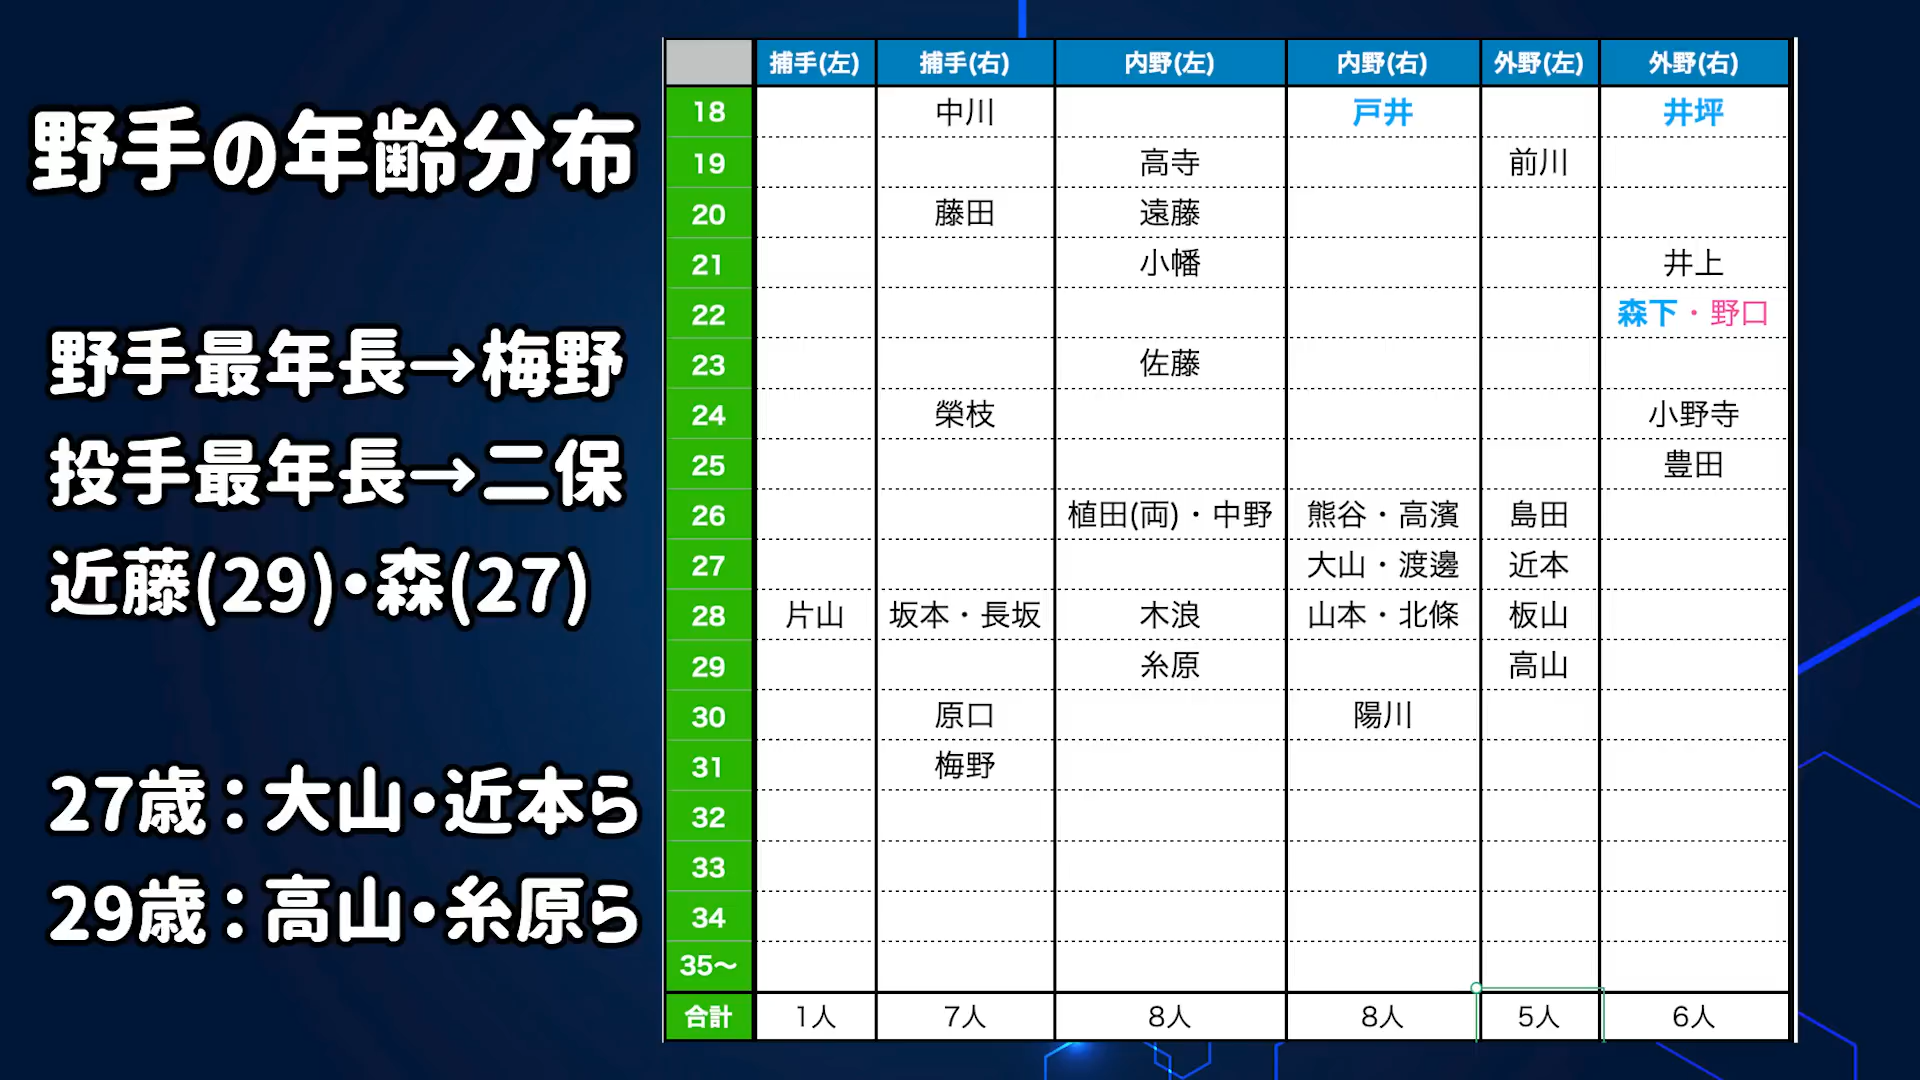 野手の年齢分布
野手最年長→梅野
投手最年長→二保
近藤(29)・森(27)
27歳：大山・近本ら
29歳：高山・糸原ら
捕手(左) 捕手(右) 内野(左) 内野(右) 外野(左) 外野(右)
18 中川 戸井 井坪
19 高寺 前川
20 藤田 遠藤
21 小幡 井上
22 森下・野口
23 佐藤
24 榮枝 小野寺
25 豊田
26 植田(両)・中野 熊谷・高濱 島田
27 大山・渡邊 近本
28 片山 坂本・長坂 木浪 山本・北條 板山
29 糸原 高山
30 原口 陽川
31 梅野
32
33
34
35〜
合計 1人 7人 8人 8人 5人 6人